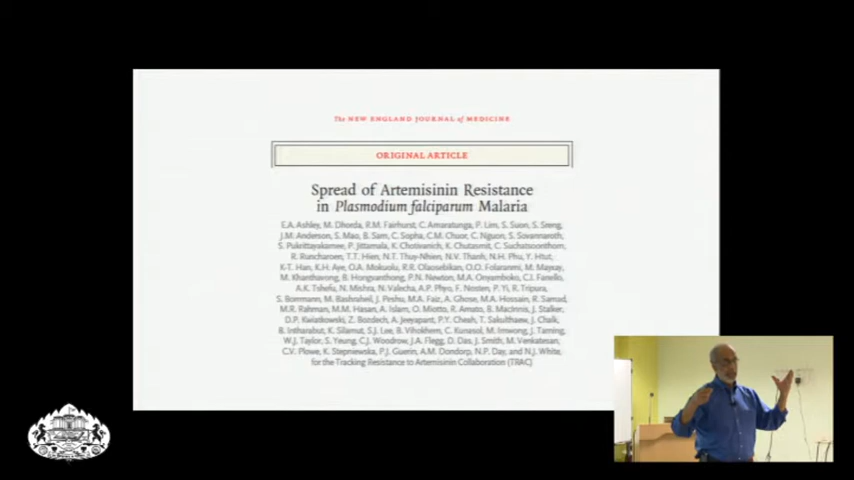 The NEW ENGLAND JOURNAL of MEDICINE
ORIGINAL ARTICLE
Spread of Artemisinin Resistance
in Plasmodium falciparum Malaria
E.A. Ashley, M. Dhorda, R.M. Fairhurst, C. Amaratunga, P. Lim, S. Suon, S. Sreng,
J.M. Anderson, S. Mao, B. Sam, C. Sopha, C.M. Chuor, C. Nguon, S. Sovannaroth,
S. Pukrittayakamee, P. Jittamala, K. Chotivanich, K. Chutasmit, C. Suchatsoonthorn,
R. Runcharoen, T.T. Hien, N.T. Thuy-Nhien, N.V. Thanh, N.H. Phu, Y. Htut,
K-T. Han, K.H. Aye, O.A. Mokuolu, R.R. Olaosebikan, O.O. Folaranmi, M. Mayxay,
M. Khanthavong, B. Hongvanthong, P.N. Newton, M.A. Onyamboko, C.I. Fanello,
A.K. Tshefu, N. Mishra, N. Valecha, A.P. Phyo, F. Nosten, P. Yi, R. Tripura,
S. Borrmann, M. Bashraheil, J. Peshu, M.A. Faiz, A. Ghose, M.A. Hossain, R. Samad,
M.R. Rahman, M.M. Hasan, A. Islam, O. Miotto, R. Amato, B. MacInnis, J. Stalker,
D.P. Kwiatkowski, Z. Bozdech, A. Jeeyapant, P.Y. Cheah, T. Sakulthaew, J. Chalk,
B. Intharabut, K. Silamut, S.J. Lee, B. Vihokhern, C. Kunasol, M. Imwong, J. Tarning,
W.J. Taylor, S. Yeung, C.J. Woodrow, J.A. Flegg, D. Das, J. Smith, M. Venkatesan,
C.V. Plowe, K. Stepniewska, P.J. Guerin, A.M. Dondorp, N.P. Day, and N.J. White,
for the Tracking Resistance to Artemisinin Collaboration (TRAC)